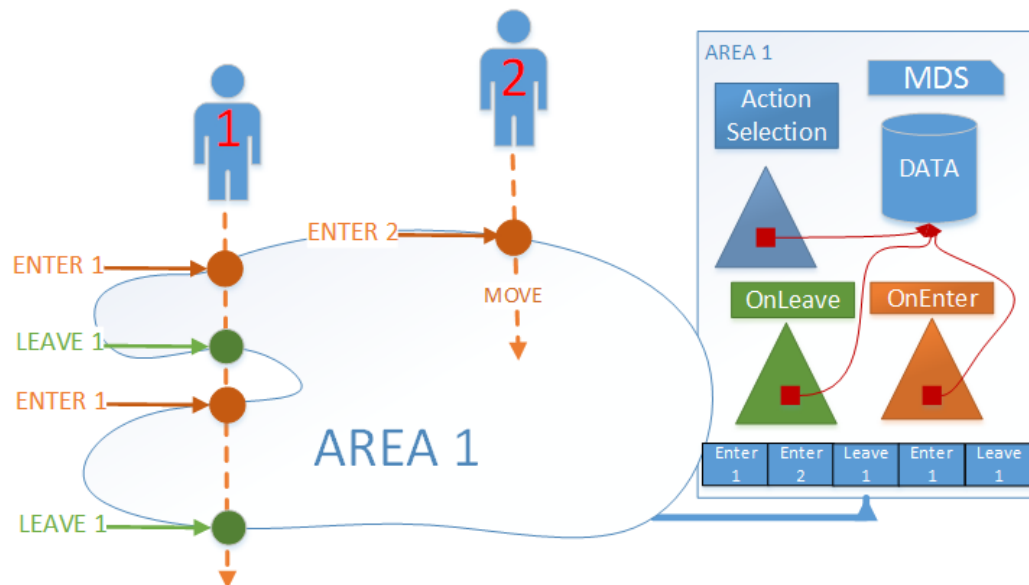 1
2
ENTER 2
ENTER 1
MOVE
LEAVE 1
ENTER 1
AREA 1
LEAVE 1
AREA 1
MDS
Action
Selection
DATA
OnLeave
OnEnter
Enter
1
Enter
2
Leave
1
Enter
1
Leave
1